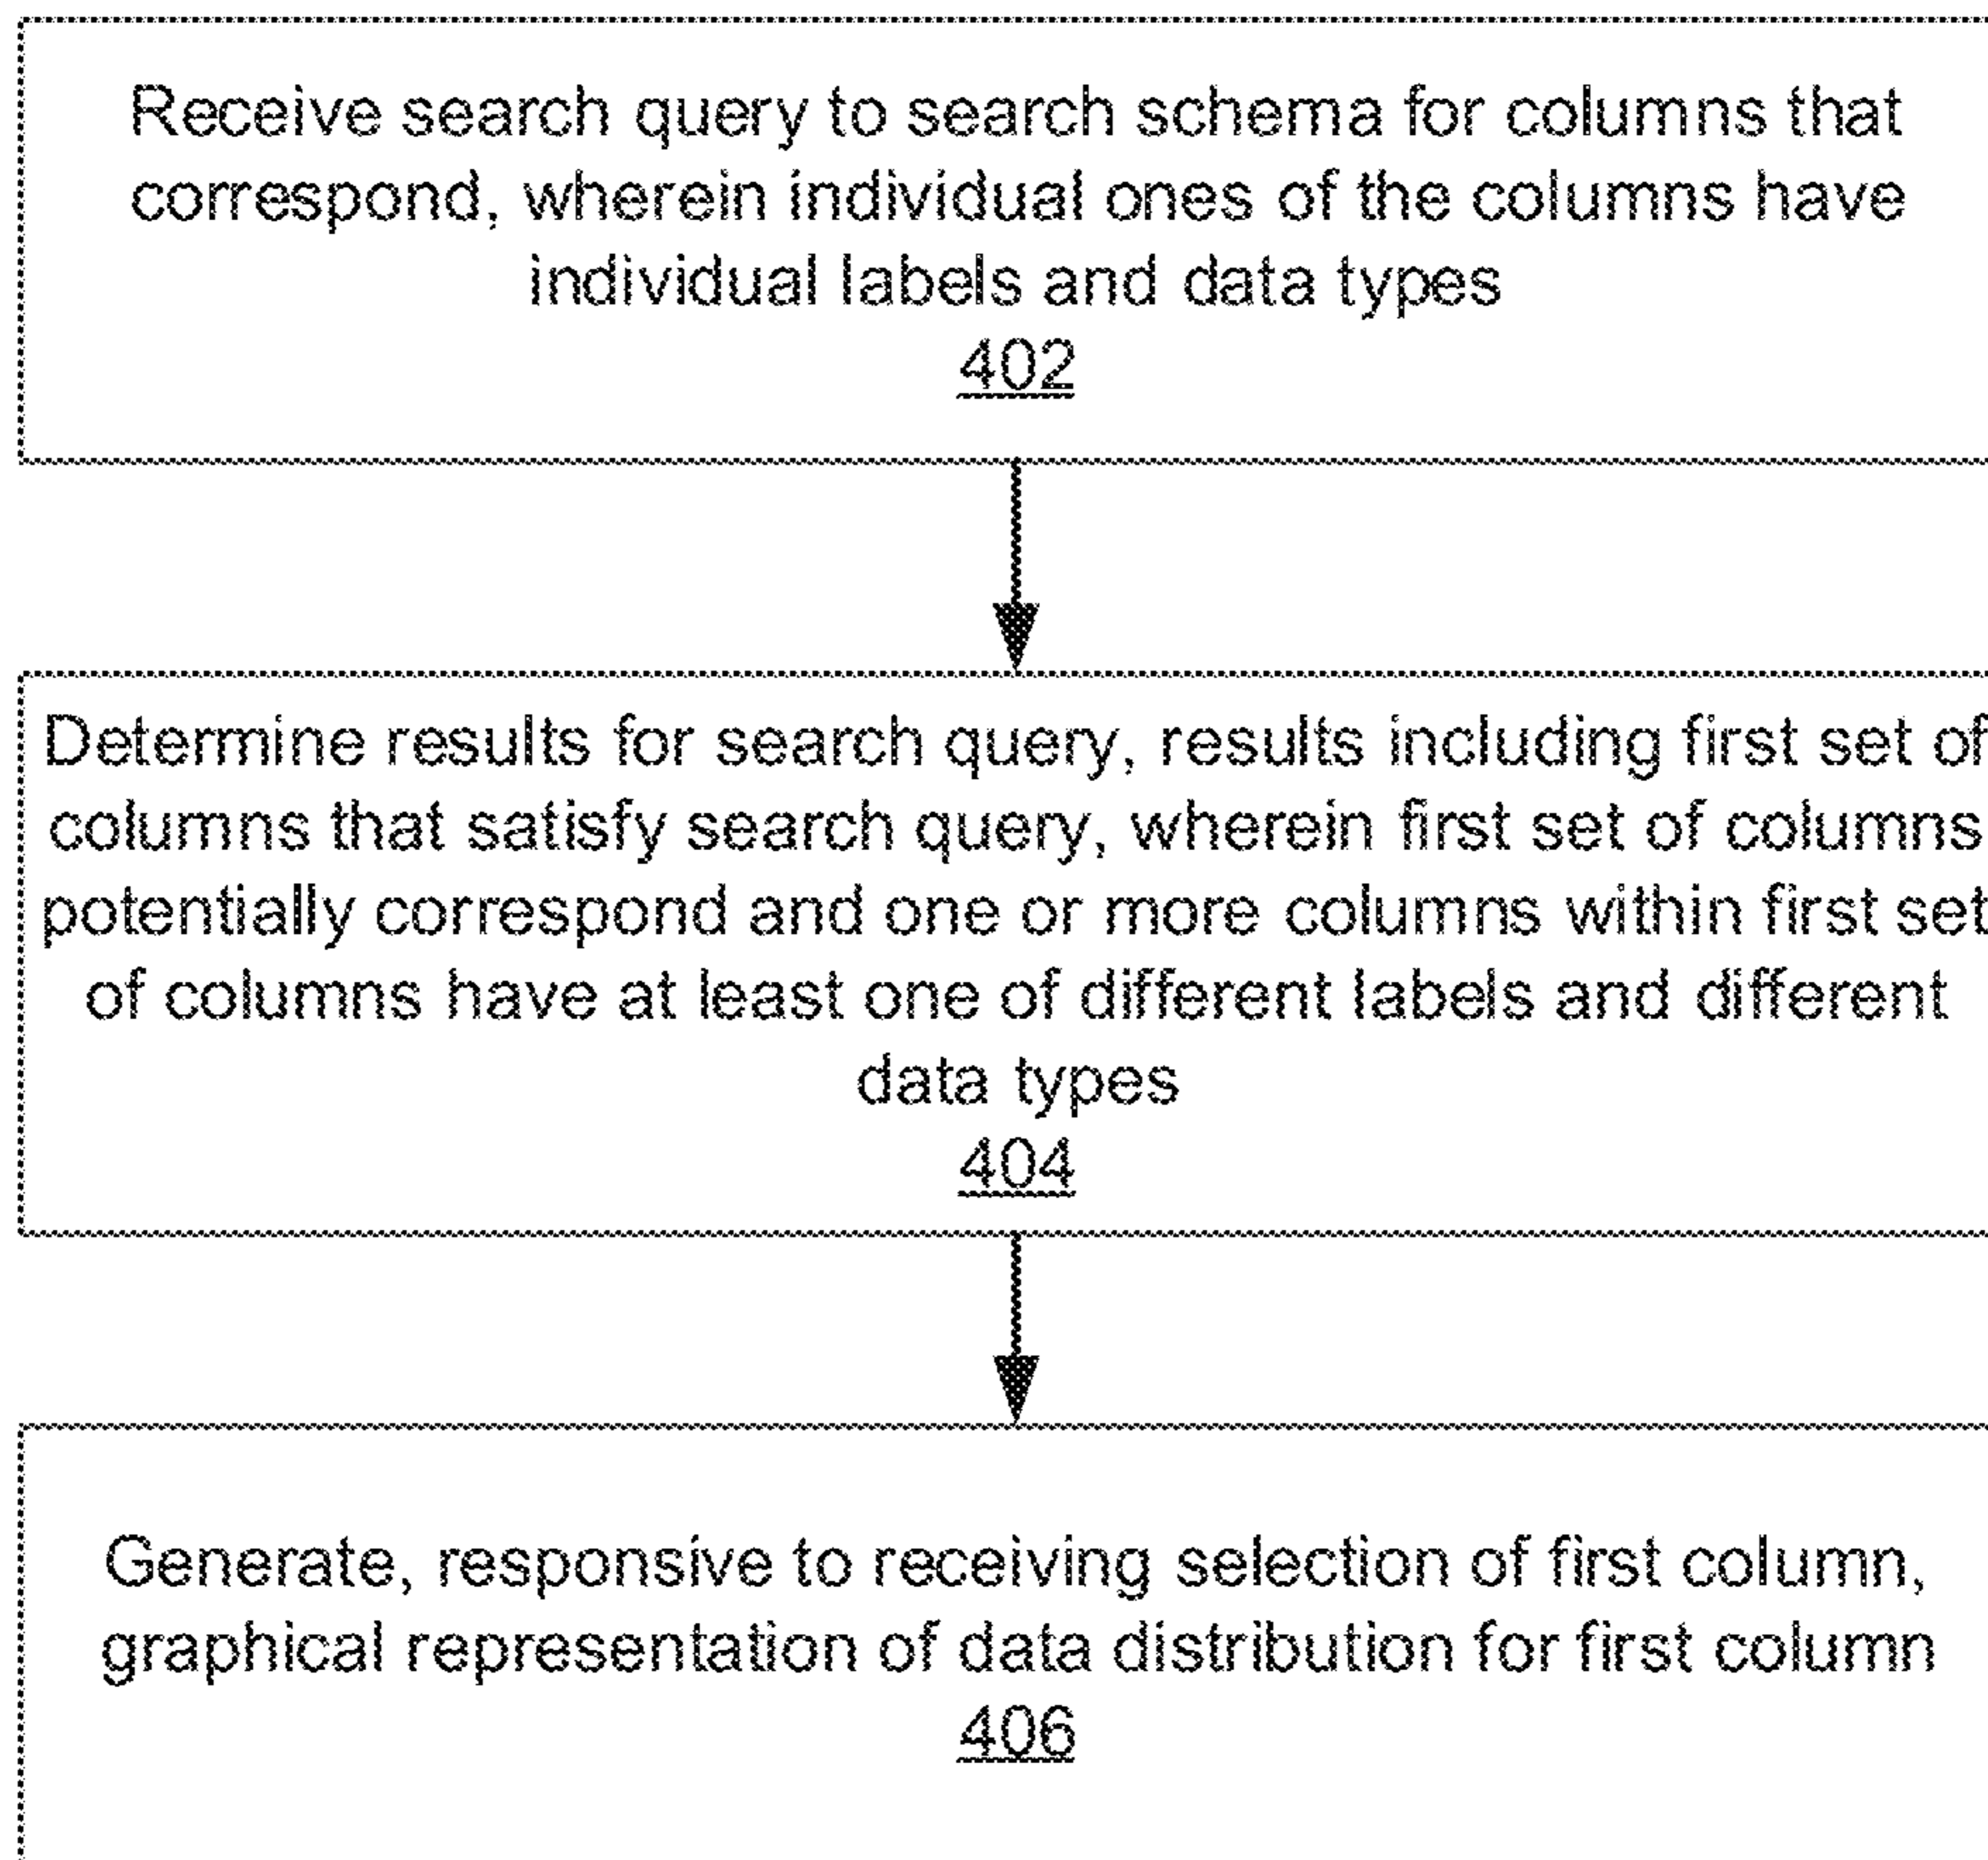 Receive search query to search schema for columns that
correspond, wherein individual ones of the columns have
individual labels and data types
402
Determine results for search query, results including first set of
columns that satisfy search query, wherein first set of columns
potentially correspond and one or more columns within first set
of columns have at least one of different labels and different
data types
404
Generate, responsive to receiving selection of first column,
graphical representation of data distribution for first column
406